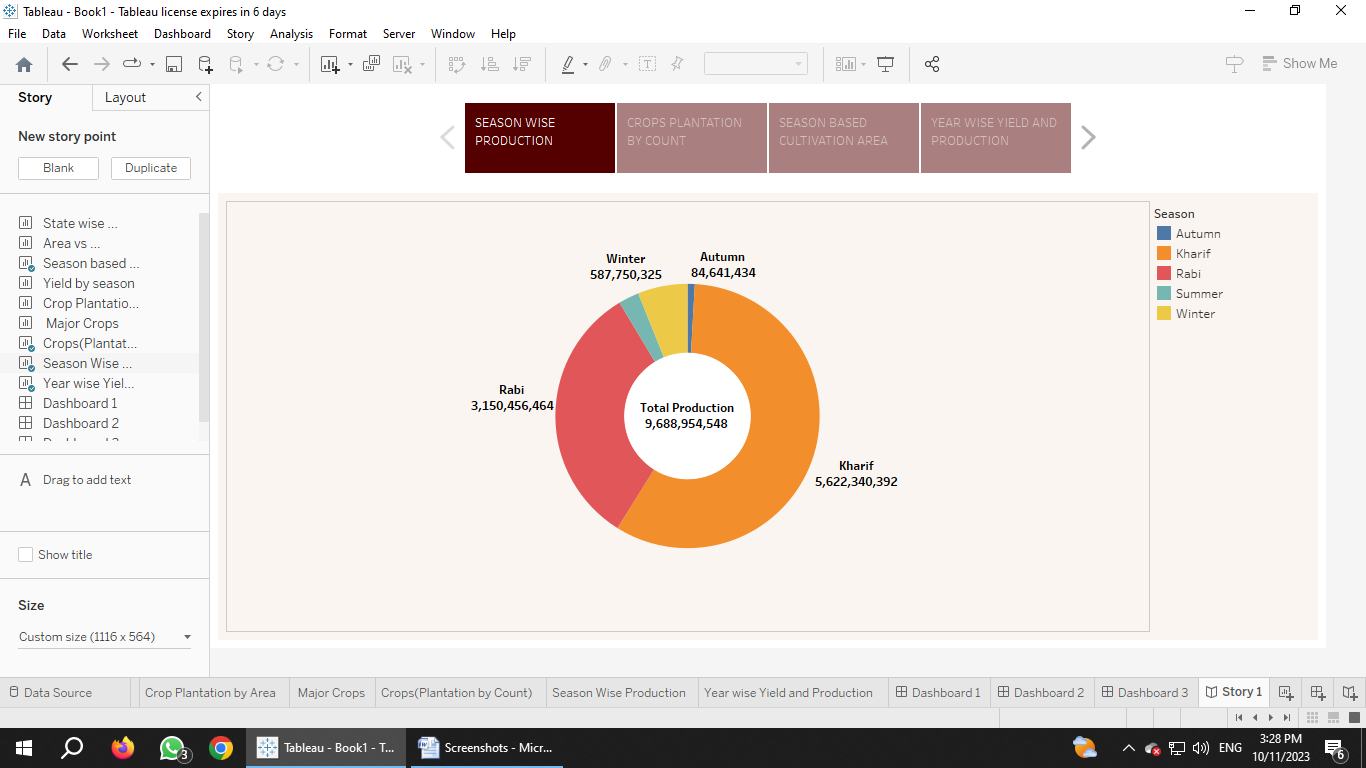 Tableau - Book1 - Tableau license expires in 6 days
File Data Worksheet Dashboard Story Analysis Format Server Window Help
Show Me
Story Layout
New story point
Blank Duplicate
State wise ...
Area vs ...
Season based ...
Yield by season
Crop Plantatio...
Major Crops
Crops(Plantat...
Season Wise ...
Year wise Yiel...
Dashboard 1
Dashboard 2
A Drag to add text
Show title
Size
Custom size (1116 x 564)
SEASON WISE
PRODUCTION
CROPS PLANTATION
BY COUNT
SEASON BASED
CULTIVATION AREA
YEAR WISE YIELD AND
PRODUCTION
Winter
587,750,325
Autumn
84,641,434
Rabi
3,150,456,464
Total Production
9,688,954,548
Kharif
5,622,340,392
Season
Autumn
Kharif
Rabi
Summer
Winter
Data Source Crop Plantation by Area Major Crops Crops(Plantation by Count) Season Wise Production Year wise Yield and Production Dashboard 1 Dashboard 2 Dashboard 3 Story 1
3 Tableau - Book1 - T... Screenshots - Micr... ENG 3:28 PM
10/11/2023 6